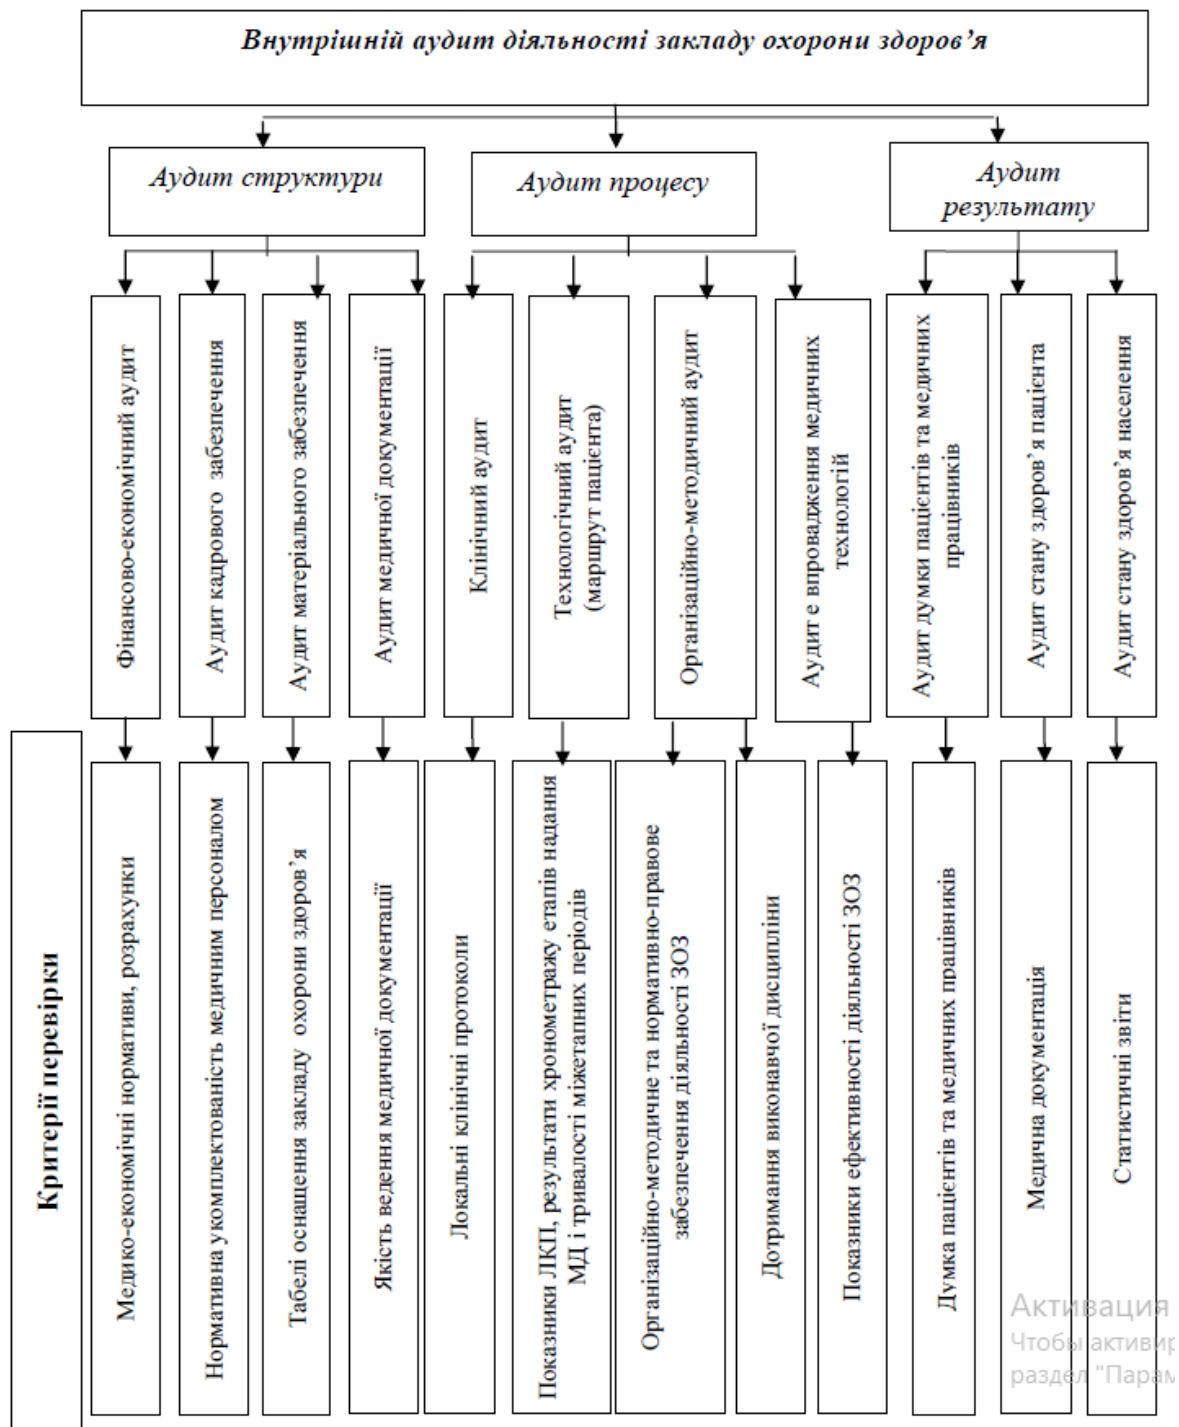 Внутрішній аудит діяльності закладу охорони здоров’я
Аудит структури
Аудит процесу
Аудит
результату
Фінансово-економічний аудит
Аудит кадрового забезпечення
Аудит матеріального забезпечення
Аудит медичної документації
Клінічний аудит
Технологічний аудит
(маршрут пацієнта)
Організаційно-методичний аудит
Аудит е впровадження медичних
технологій
Аудит думки пацієнтів та медичних
працівників
Аудит стану здоров’я пацієнта
Аудит стану здоров’я населення
Критерії перевірки
Медико-економічні нормативи, розрахунки
Нормативна укомплектованість медичним персоналом
Табелі оснащення закладу охорони здоров’я
Якість ведення медичної документації
Локальні клінічні протоколи
Показники ЛКП, результати хронометражу етапів надання
МД і тривалості міжетапних періодів
Організаційно-методичне та нормативно-правове
забезпечення діяльності ЗОЗ
Дотримання виконавчої дисципліни
Показники ефективності діяльності ЗОЗ
Думка пацієнтів та медичних працівників
Медична документація
Статистичні звіти
Активация
Чтобы активир
раздел "Парам